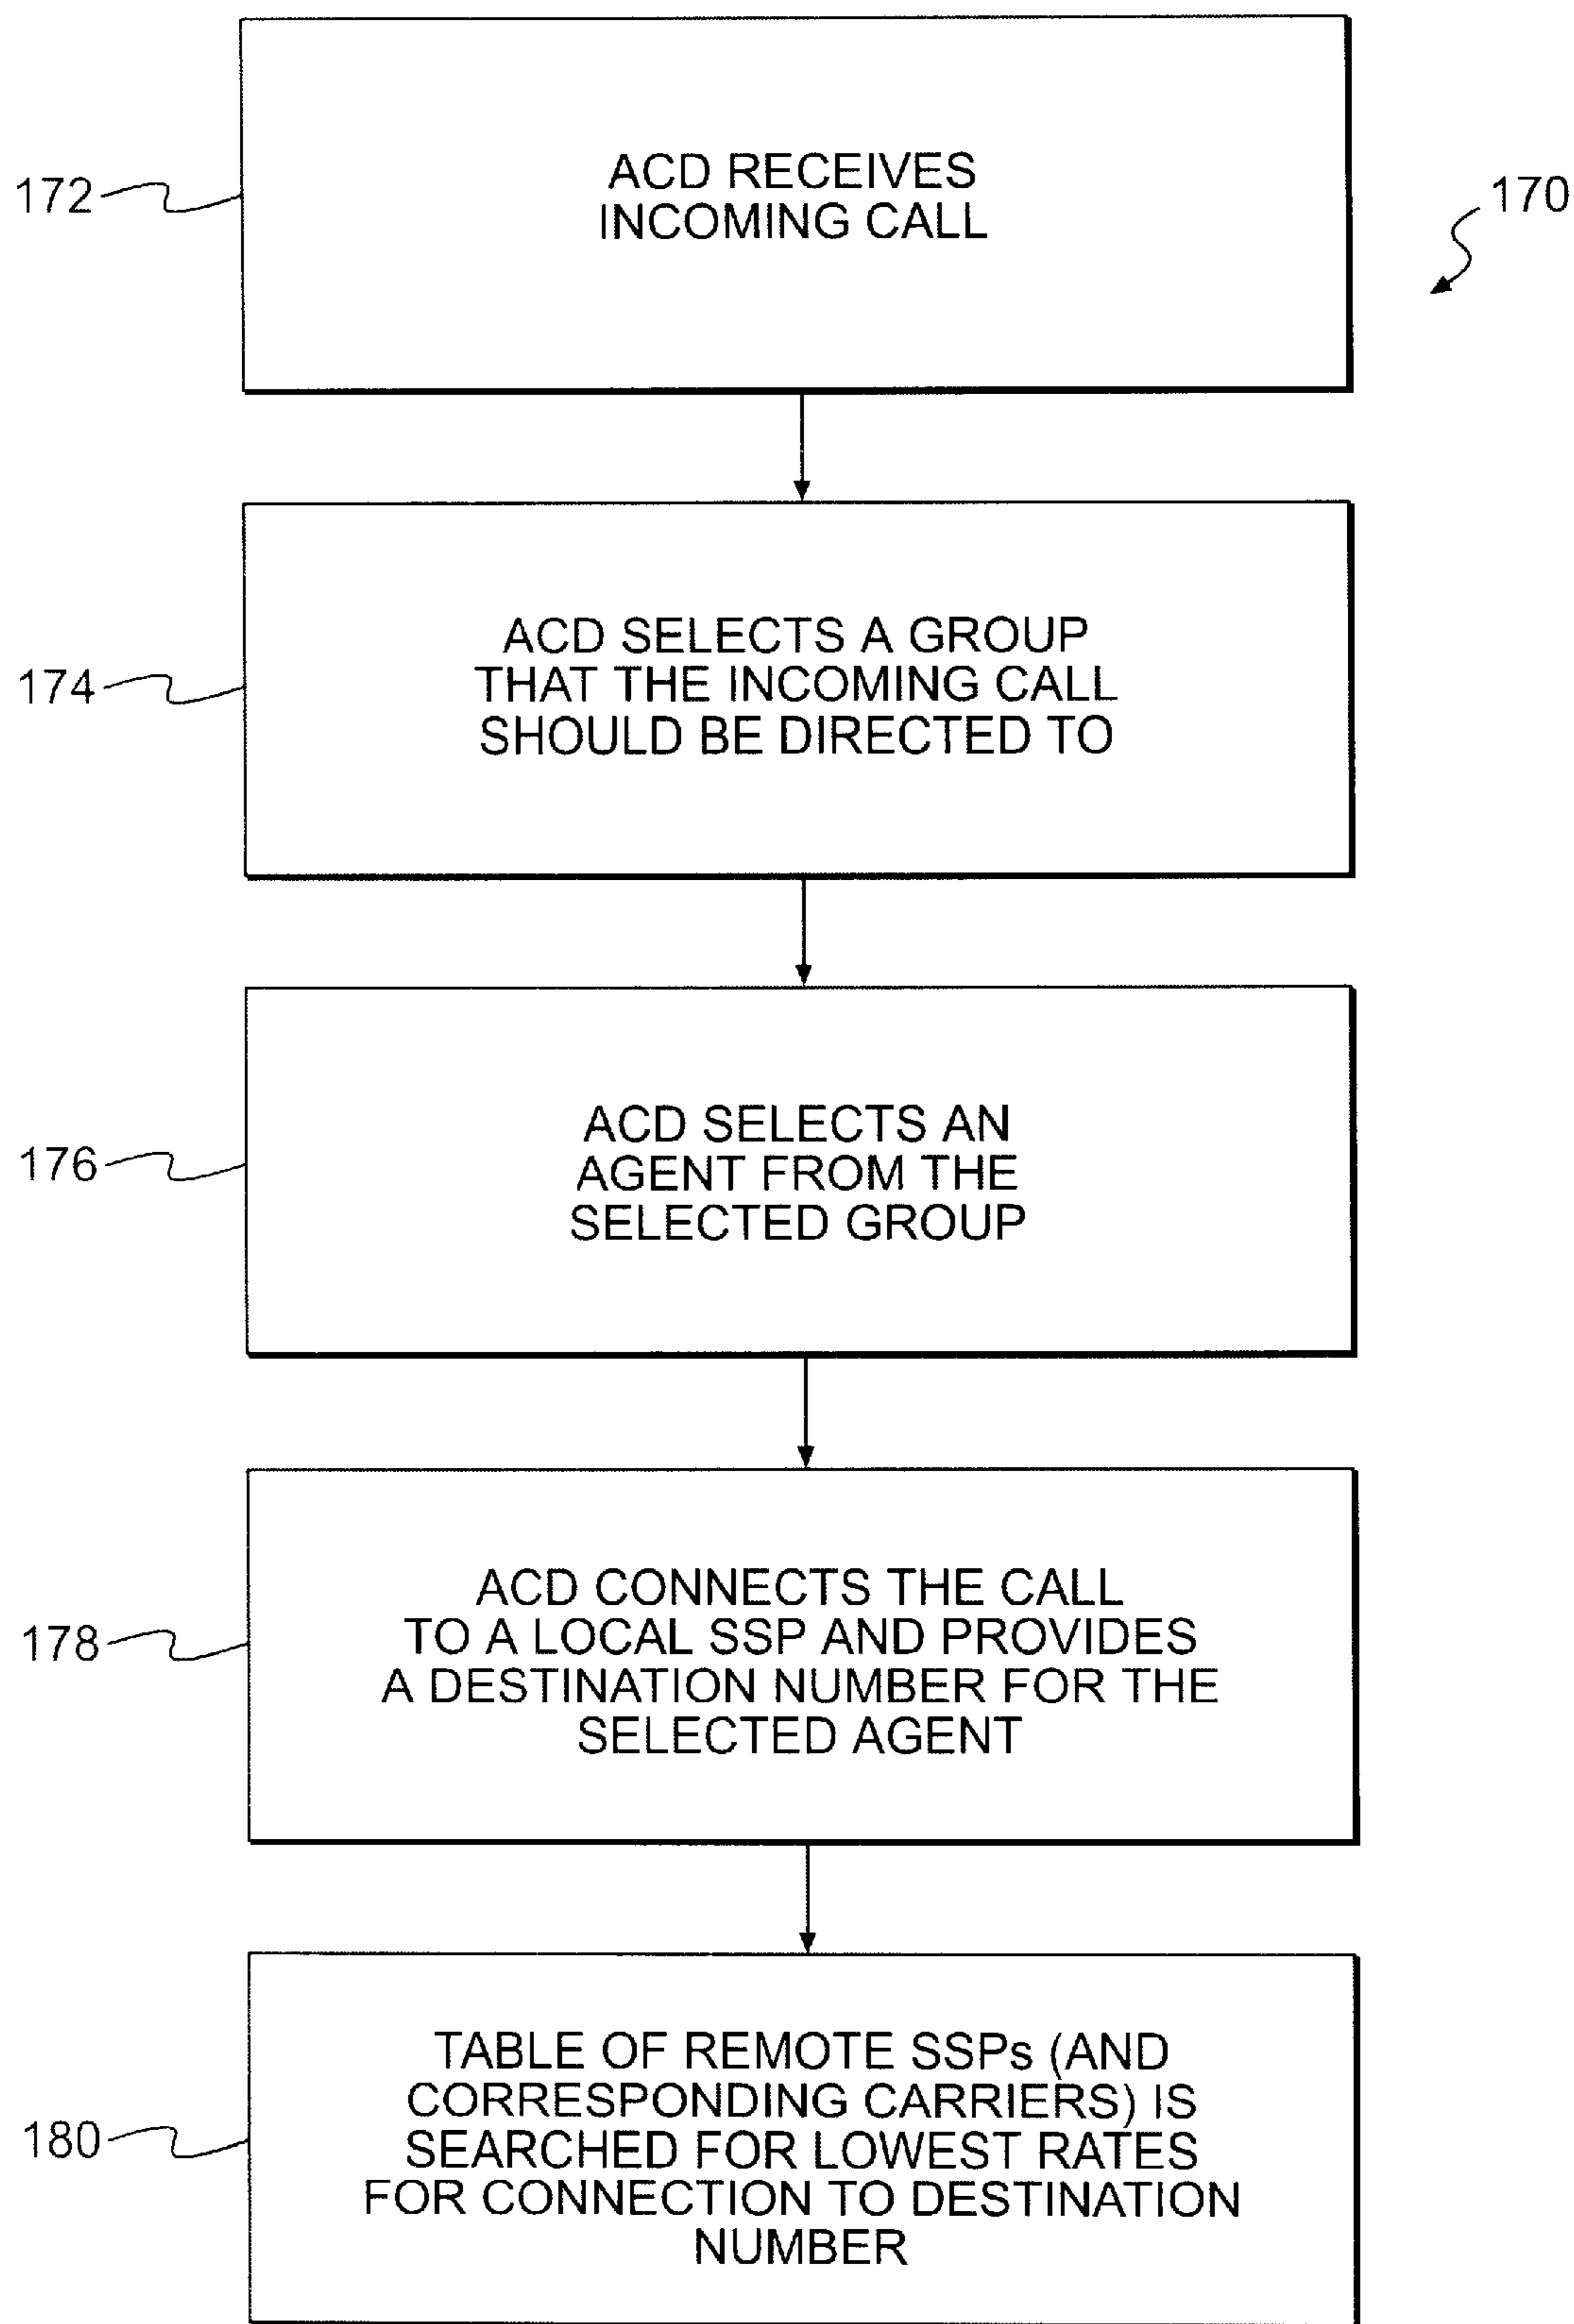 172
ACD RECEIVES
INCOMING CALL
170
174
ACD SELECTS A GROUP
THAT THE INCOMING CALL
SHOULD BE DIRECTED TO
176
ACD SELECTS AN
AGENT FROM THE
SELECTED GROUP
178
ACD CONNECTS THE CALL
TO A LOCAL SSP AND PROVIDES
A DESTINATION NUMBER FOR THE
SELECTED AGENT
180
TABLE OF REMOTE SSPs (AND
CORRESPONDING CARRIERS) IS
SEARCHED FOR LOWEST RATES
FOR CONNECTION TO DESTINATION
NUMBER